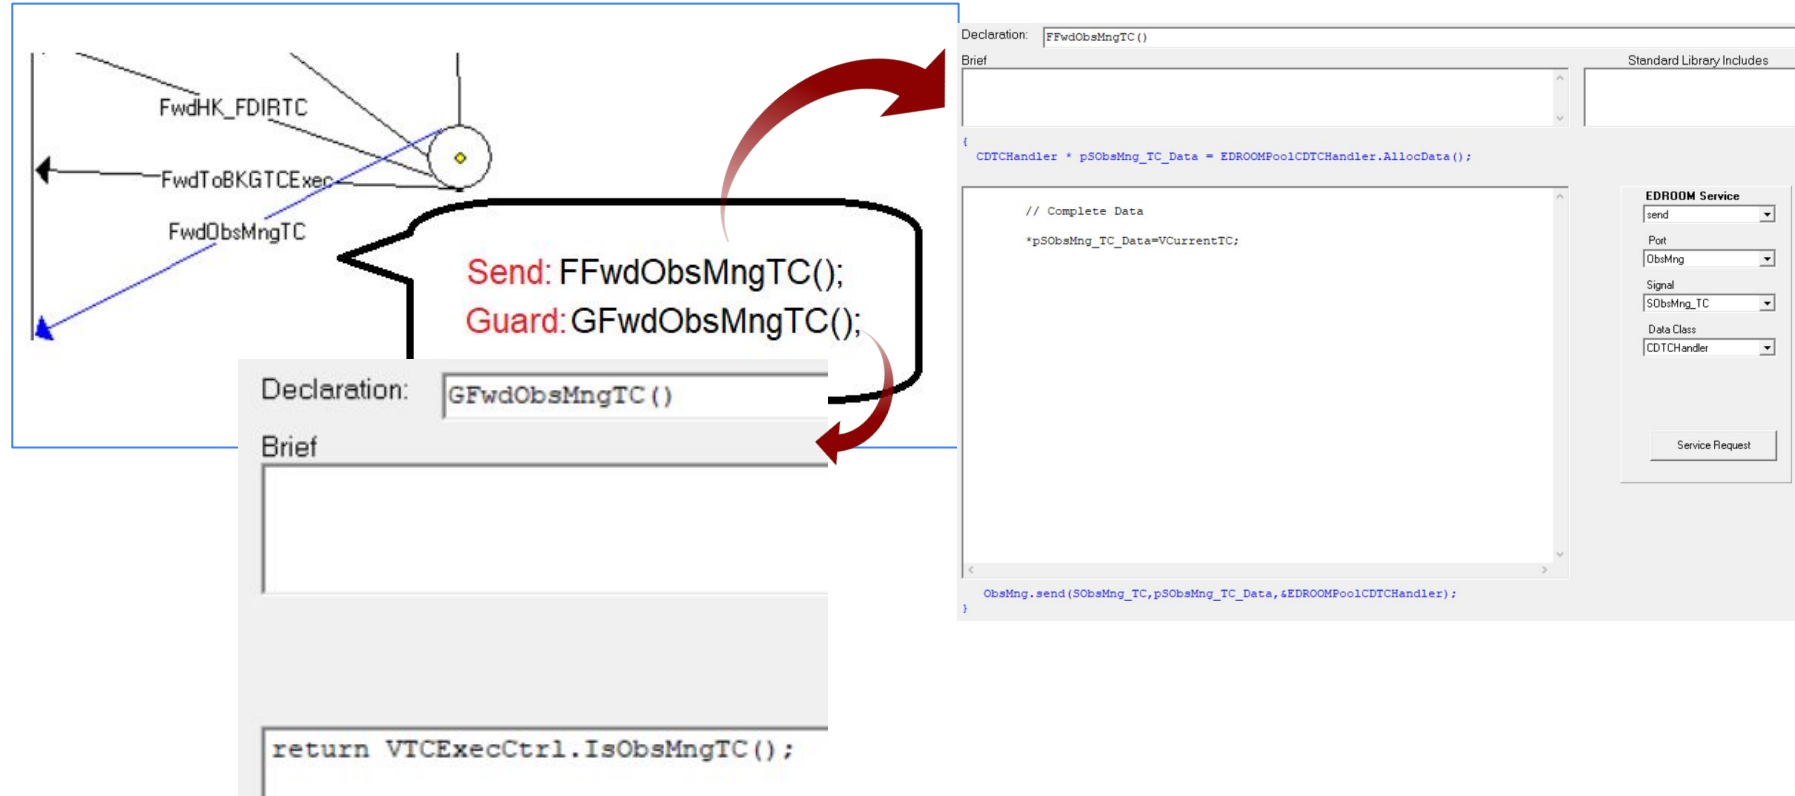 FwdHK_FDIRTC
FwdToBKGTCExec
FwdObsMngTC
Send: FFwdObsMngTC();
Guard: GFwdObsMngTC();
Declaration: GFwdObsMngTC()
Brief
return VTCExecCtrl.IsObsMngTC();
Declaration: FFwdObsMngTC()
Brief
Standard Library Includes
{
CDTCHandler * pSObsMng_TC_Data = EDROOMPoolCDTCHandler.AllocData();
// Complete Data
*pSObsMng_TC_Data=VCurrentTC;
EDROOM Service
send
Port
ObsMng
Signal
SObsMng_TC
Data Class
CDTCHandler
Service Request
ObsMng.send(SObsMng_TC,pSObsMng_TC_Data,&EDROOMPoolCDTCHandler);
}